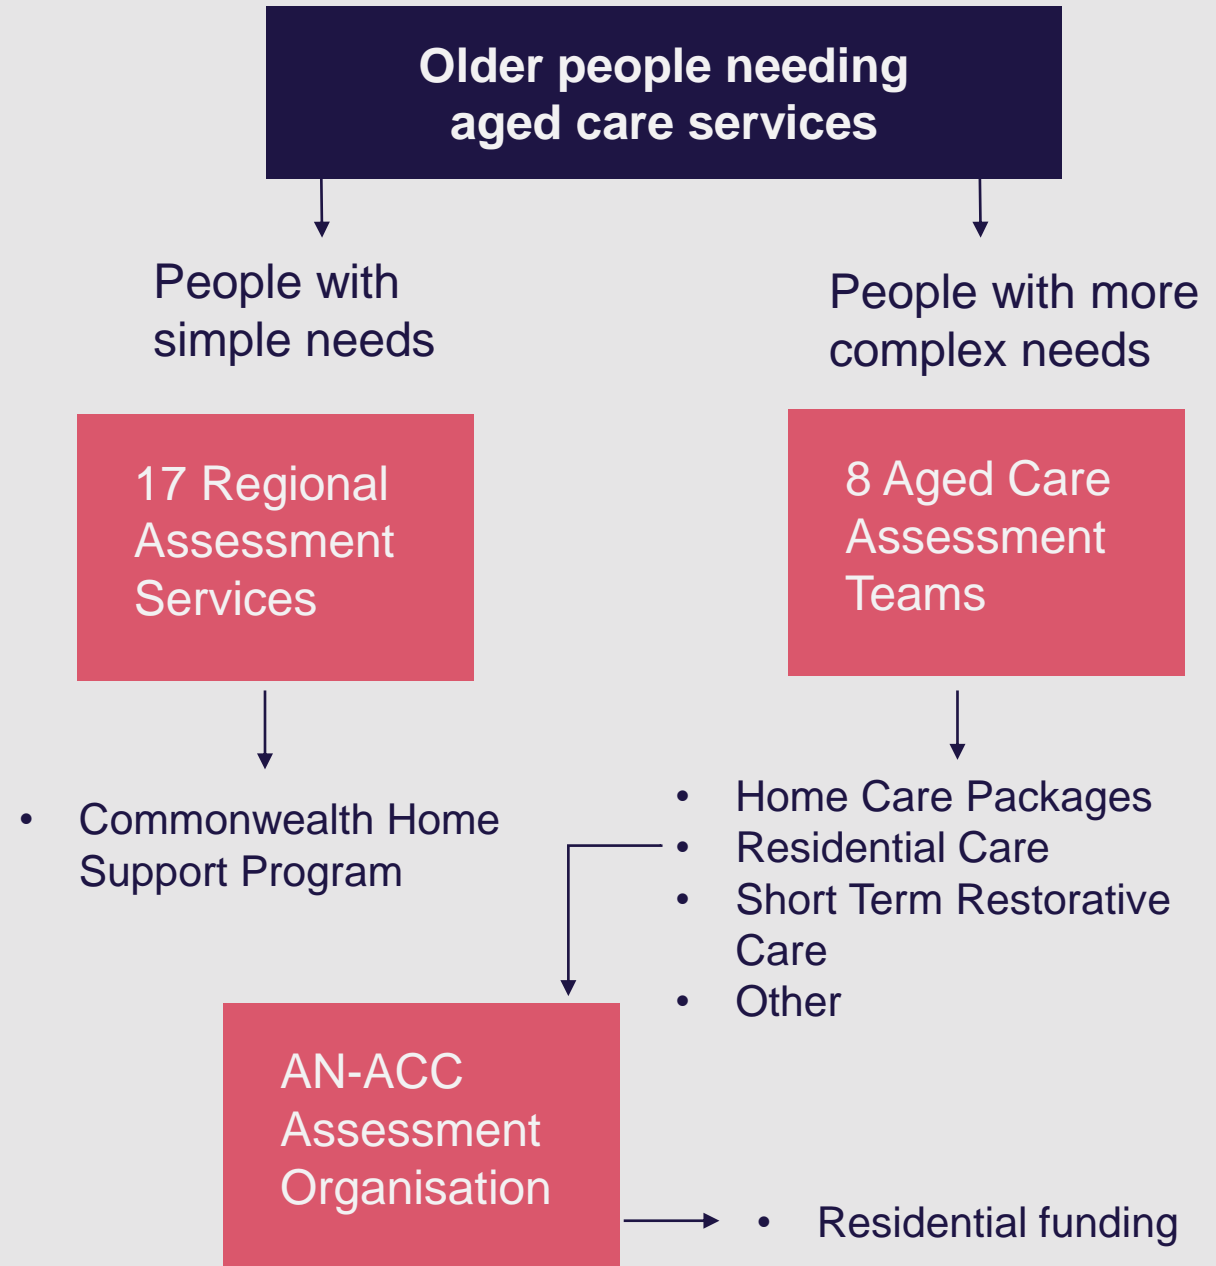 Older people needing
aged care services
People with
simple needs
People with more
complex needs
17 Regional
Assessment
Services
8 Aged Care
Assessment
Teams
• Commonwealth Home
Support Program
• Home Care Packages
• Residential Care
• Short Term Restorative
Care
• Other
AN-ACC
Assessment
Organisation
• Residential funding